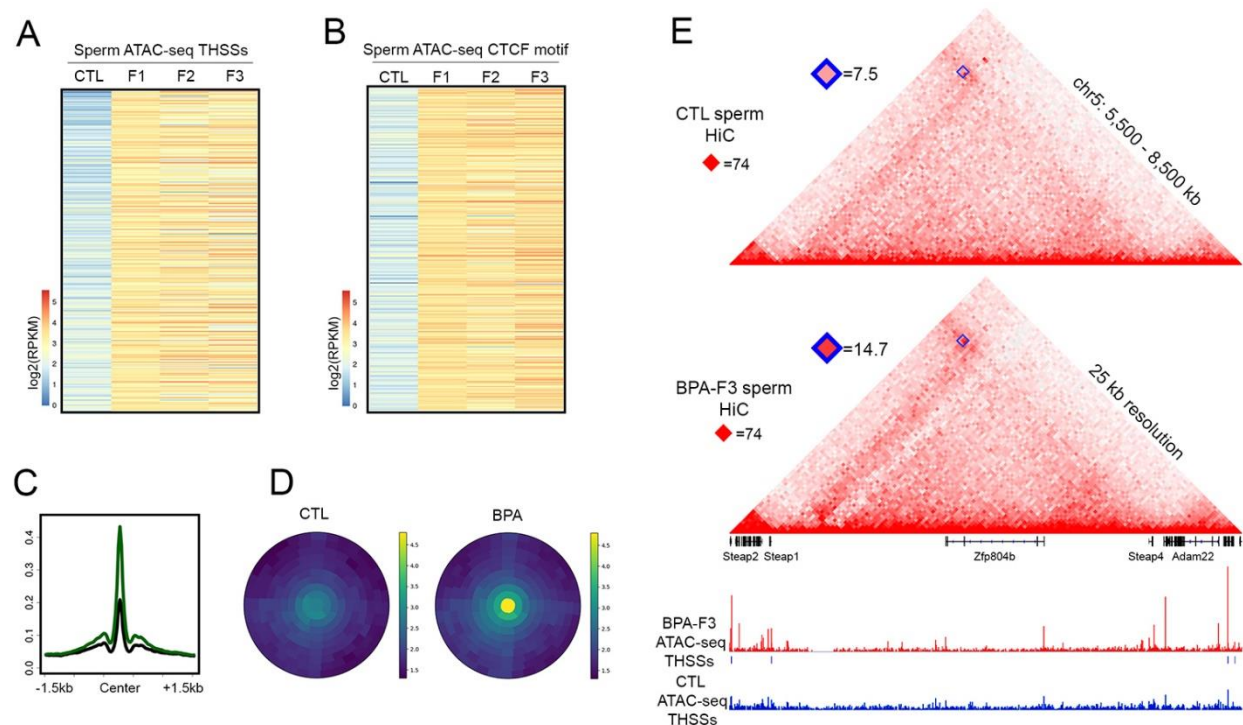 A
Sperm ATAC-seq THSSs
CTL F1 F2 F3
log2(RPKM)
5
4
3
2
1
0
B
Sperm ATAC-seq CTCF motif
CTL F1 F2 F3
log2(RPKM)
5
4
3
2
1
0
C
0.4
0.3
0.2
0.1
0.0
-1.5kb Center +1.5kb
D
CTL
4.5
4.0
3.5
3.0
2.5
2.0
1.5
BPA
4.5
4.0
3.5
3.0
2.5
2.0
1.5
E
=7.5
CTL sperm
HiC
=74
chr5: 5,500 - 8,500 kb
=14.7
BPA-F3 sperm
HiC
=74
25 kb resolution
Steap2 Steap1 Zfp804b Steap4 Adam22
BPA-F3
ATAC-seq
THSSs
CTL
ATAC-seq
THSSs